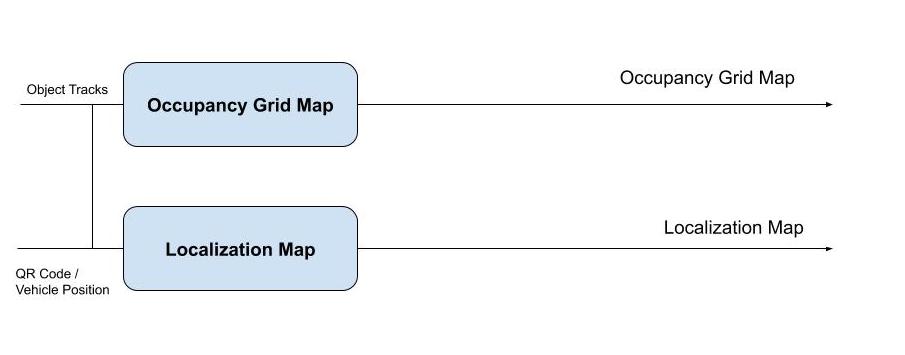 Object Tracks
Occupancy Grid Map
Occupancy Grid Map
Localization Map
Localization Map
QR Code /
Vehicle Position